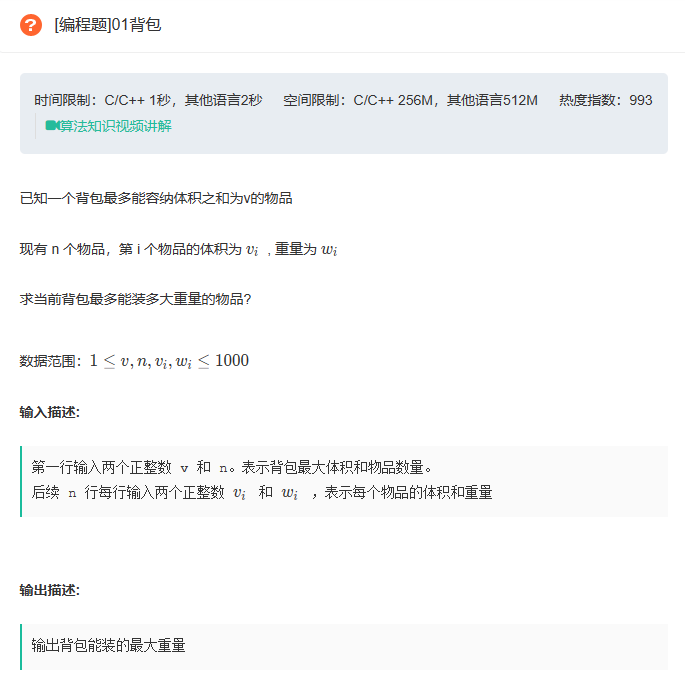 [编程题]01背包
时间限制：C/C++ 1秒，其他语言2秒 空间限制：C/C++ 256M，其他语言512M 热度指数：993
算法知识视频讲解
已知一个背包最多能容纳体积之和为v的物品
现有 n 个物品，第 i 个物品的体积为 vi , 重量为 wi
求当前背包最多能装多大重量的物品?
数据范围：1 ≤ v, n, vi, wi ≤ 1000
输入描述:
第一行输入两个正整数 v 和 n。表示背包最大体积和物品数量。
后续 n 行每行输入两个正整数 vi 和 wi ，表示每个物品的体积和重量
输出描述:
输出背包能装的最大重量